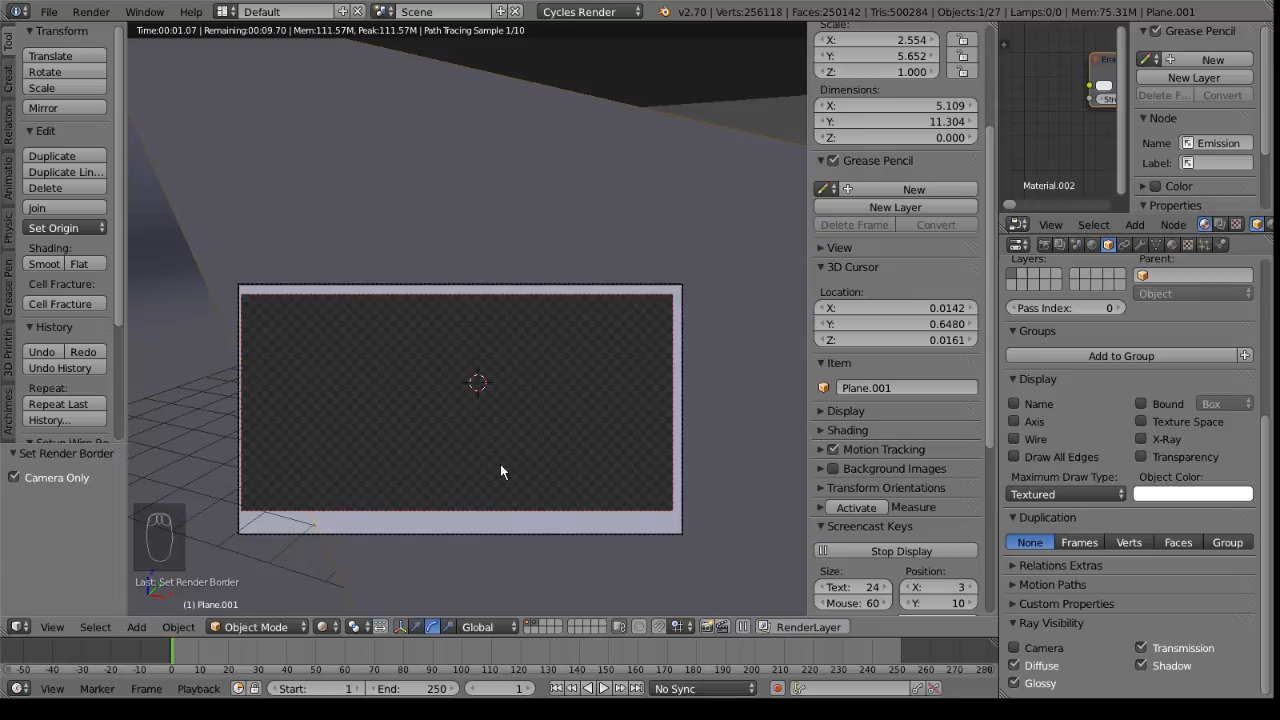 File Render Window Help Default Scene Cycles Render v2.70 | Verts:256118 | Faces:250142 | Tris:500284 | Objects:1/27 | Lamps:0/0 | Mem:75.31M | Plane.001
Time:00:01.07 | Remaining:00:09.70 | Mem:111.57M, Peak:111.57M | Path Tracing Sample 1/10
Tool
Creat
Relation
Animatio
Physic
Grease Pen
3D Printin
Archimes
Transform
Translate
Rotate
Scale
Mirror
Edit
Duplicate
Duplicate Lin...
Delete
Join
Set Origin
Shading:
Smoot Flat
Cell Fracture:
Cell Fracture
History
Undo Redo
Undo History
Repeat:
Repeat Last
History...
Set Render Border
Camera Only
Last: Set Render Border
(1) Plane.001
Scale:
X: 2.554
Y: 5.652
Z: 1.000
Dimensions:
X: 5.109
Y: 11.304
Z: 0.000
Grease Pencil
New
New Layer
Delete Frame Convert
View
3D Cursor
Location:
X: 0.0142
Y: 0.6480
Z: 0.0161
Item
Plane.001
Display
Shading
Motion Tracking
Background Images
Transform Orientations
Activate Measure
Screencast Keys
Stop Display
Size: Position:
Text: 24 X: 3
Mouse: 60 Y: 10
Material.002
Grease Pencil
New
New Layer
Delete F... Convert
Node
Name Emission
Label:
Color
Properties
View Select Add Node
Layers: Parent:
Object
Pass Index: 0
Groups
Add to Group
Display
Name Bound Box
Axis Texture Space
Wire X-Ray
Draw All Edges Transparency
Maximum Draw Type: Object Color:
Textured
Duplication
None Frames Verts Faces Group
Relations Extras
Motion Paths
Custom Properties
Ray Visibility
Camera Transmission
Diffuse Shadow
Glossy
View Select Add Object Object Mode Global RenderLayer
-50 -40 -30 -20 -10 0 10 20 30 40 50 60 70 80 90 100 110 120 130 140 150 160 170 180 190 200 210 220 230 240 250 260 270 280
View Marker Frame Playback Start: 1 End: 250 1 No Sync